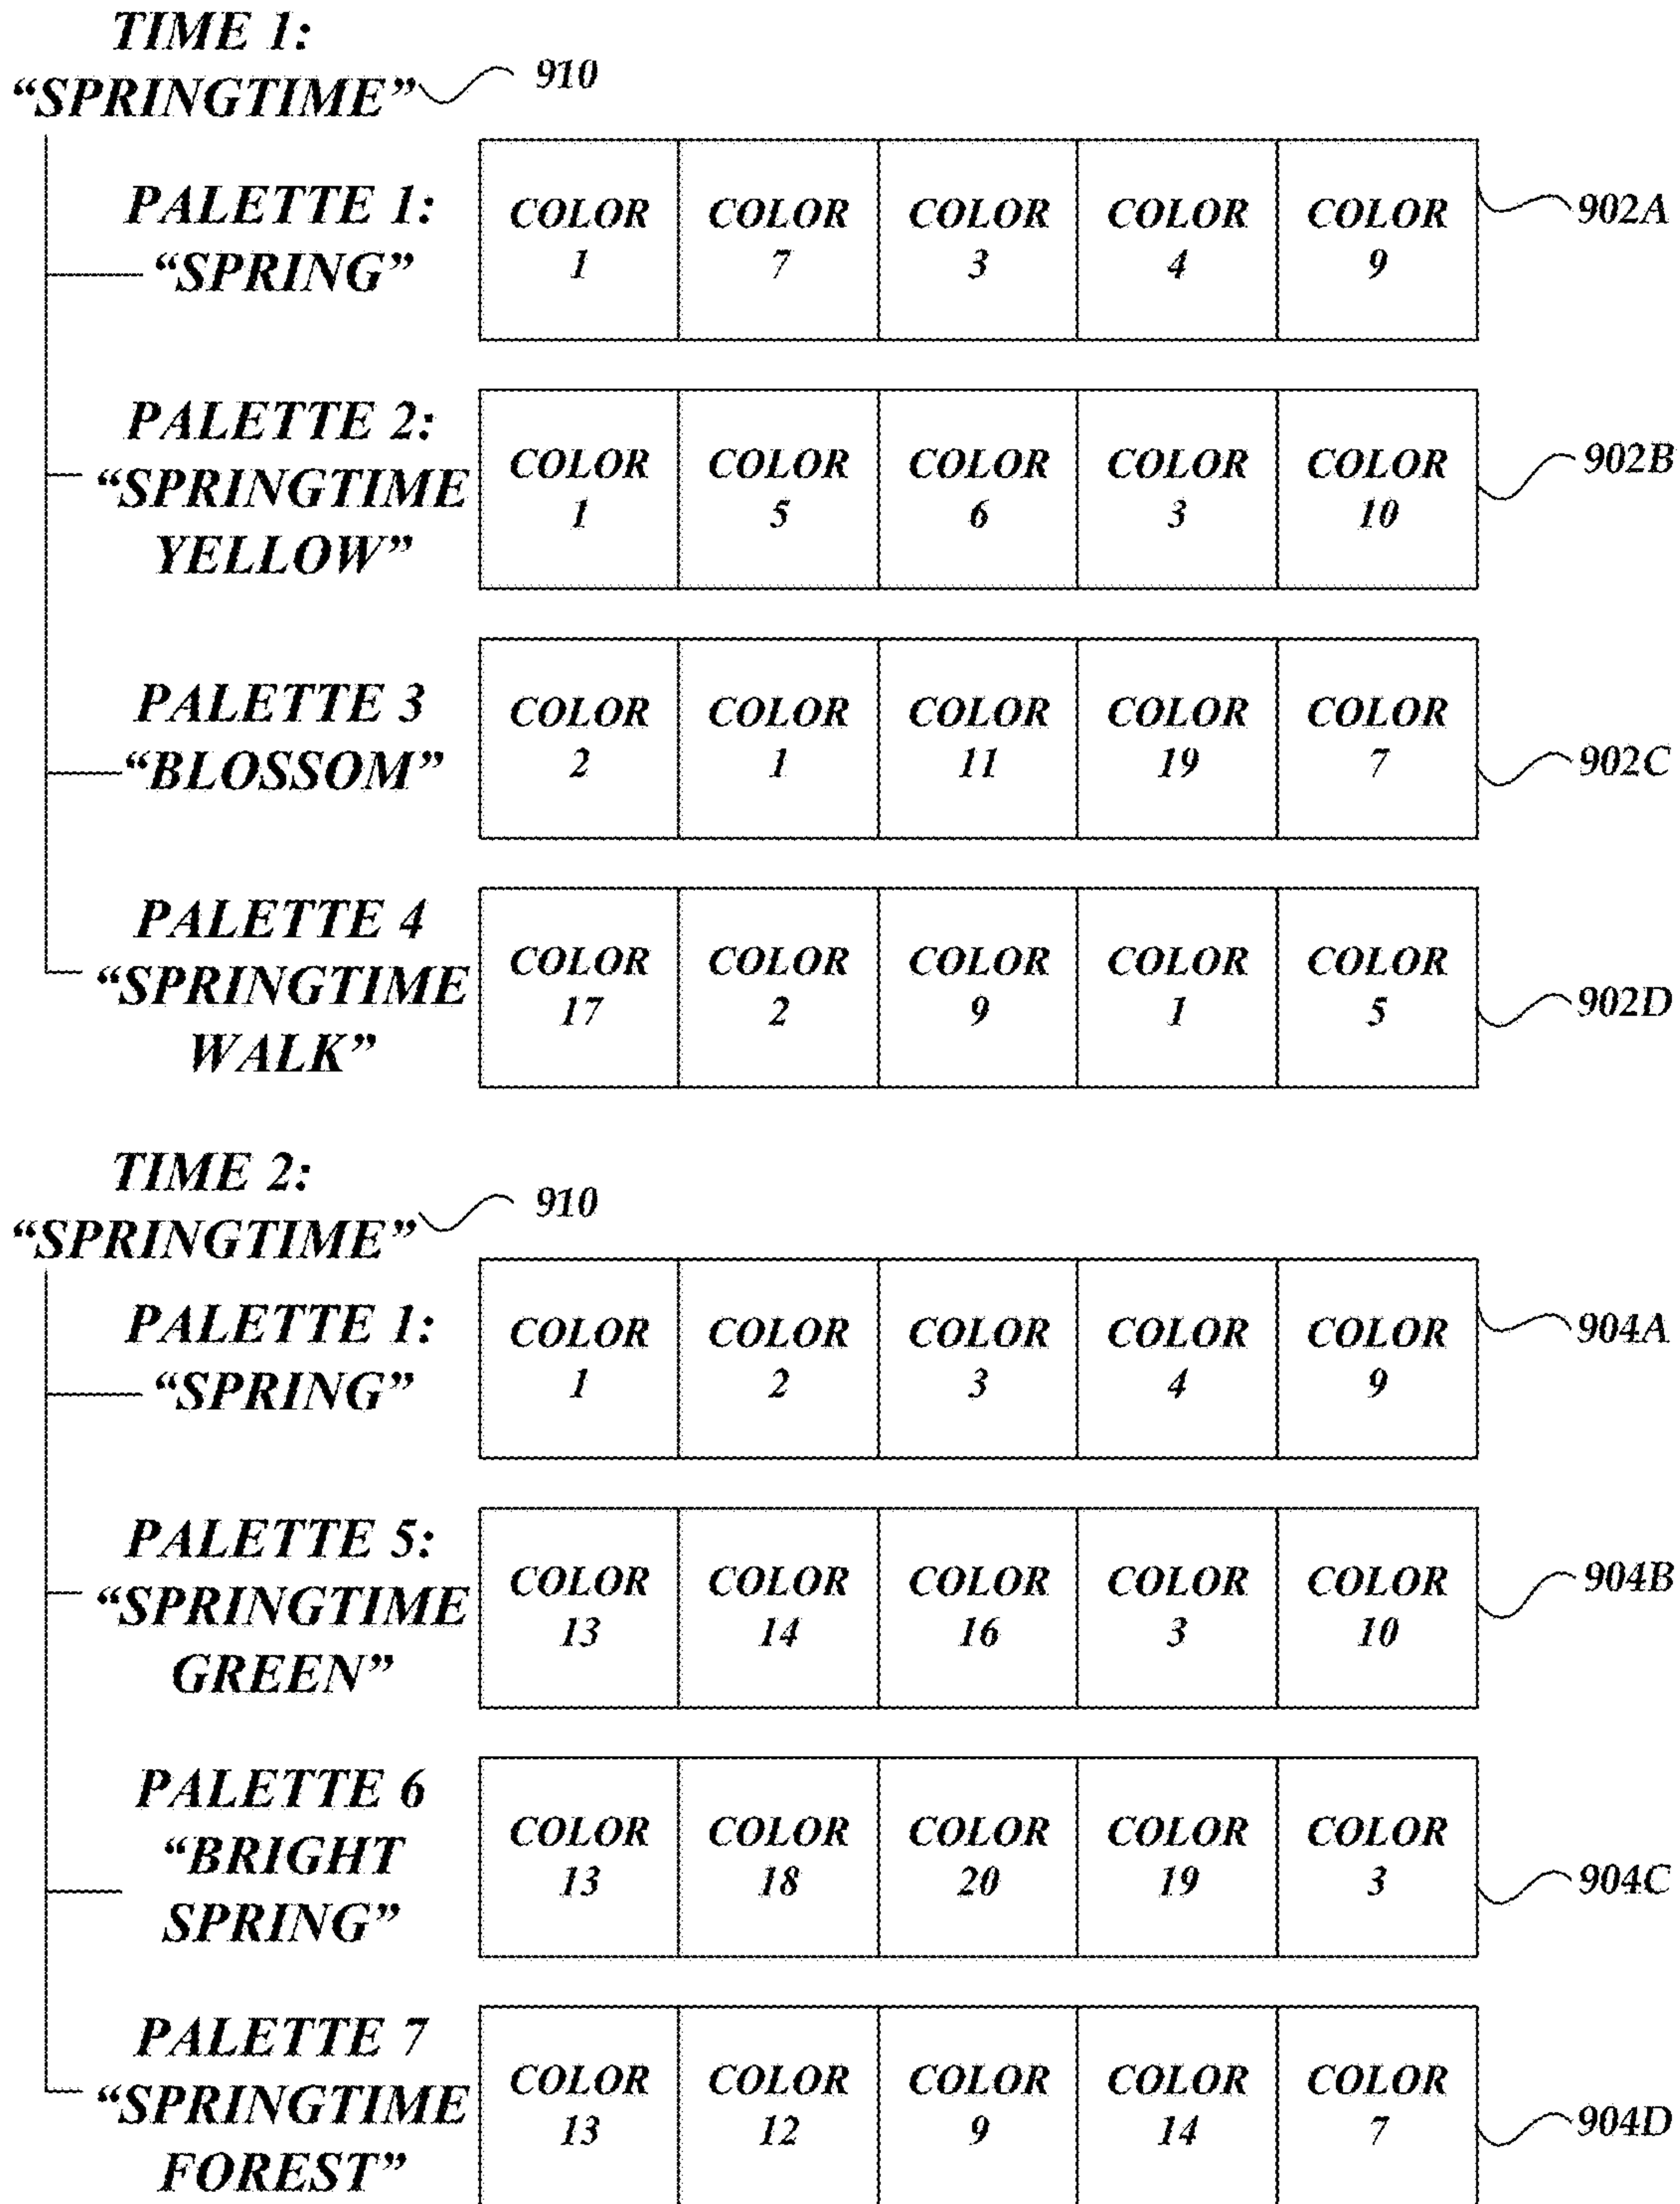 TIME 1:
“SPRINGTIME” 910
PALETTE 1:
“SPRING”
COLOR COLOR COLOR COLOR COLOR
1 7 3 4 9
902A
PALETTE 2:
“SPRINGTIME
YELLOW”
COLOR COLOR COLOR COLOR COLOR
1 5 6 3 10
902B
PALETTE 3
“BLOSSOM”
COLOR COLOR COLOR COLOR COLOR
2 1 11 19 7
902C
PALETTE 4
“SPRINGTIME
WALK”
COLOR COLOR COLOR COLOR COLOR
17 2 9 1 5
902D
TIME 2:
“SPRINGTIME” 910
PALETTE 1:
“SPRING”
COLOR COLOR COLOR COLOR COLOR
1 2 3 4 9
904A
PALETTE 5:
“SPRINGTIME
GREEN”
COLOR COLOR COLOR COLOR COLOR
13 14 16 3 10
904B
PALETTE 6
“BRIGHT
SPRING”
COLOR COLOR COLOR COLOR COLOR
13 18 20 19 3
904C
PALETTE 7
“SPRINGTIME
FOREST”
COLOR COLOR COLOR COLOR COLOR
13 12 9 14 7
904D